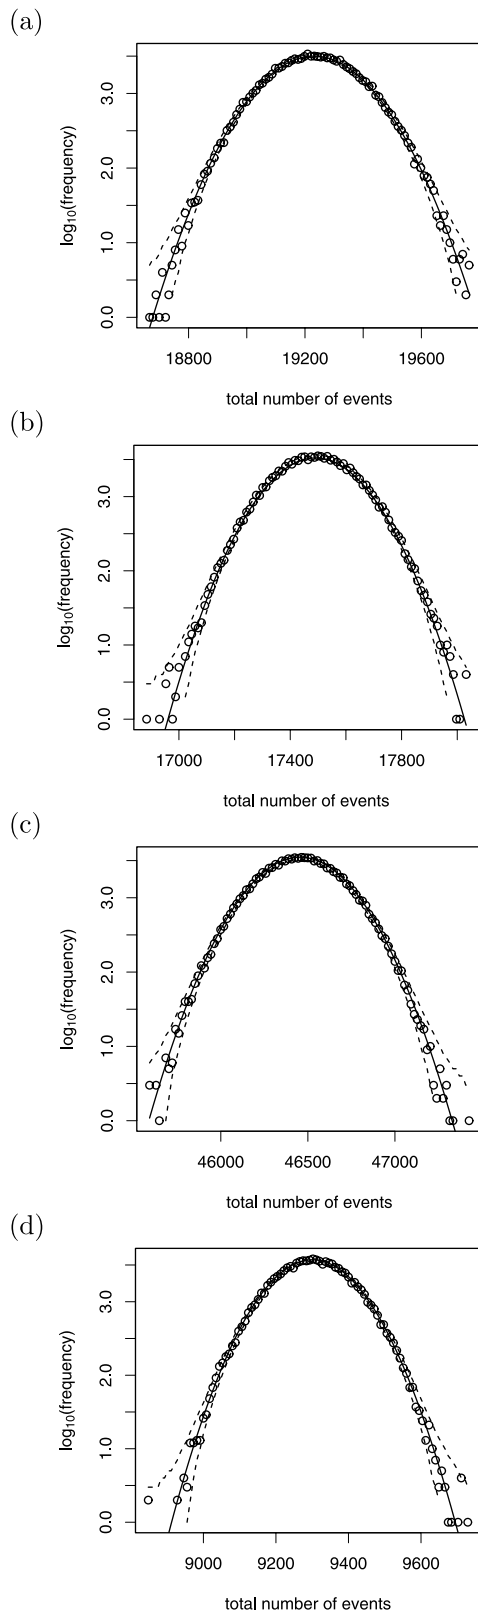 (a)
log₁₀(frequency)
3.0
2.0
1.0
0.0
18800 19200 19600
total number of events
(b)
log₁₀(frequency)
3.0
2.0
1.0
0.0
17000 17400 17800
total number of events
(c)
log₁₀(frequency)
3.0
2.0
1.0
0.0
46000 46500 47000
total number of events
(d)
log₁₀(frequency)
3.0
2.0
1.0
0.0
9000 9200 9400 9600
total number of events